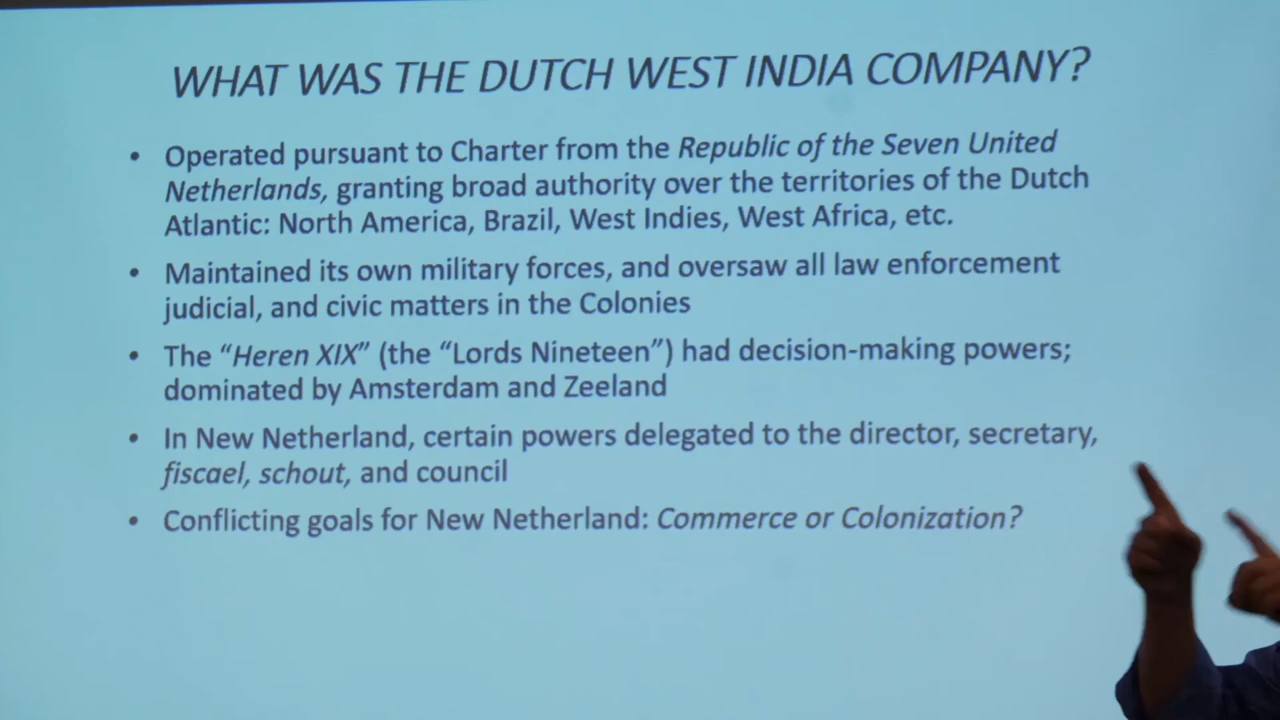 WHAT WAS THE DUTCH WEST INDIA COMPANY?
• Operated pursuant to Charter from the Republic of the Seven United
Netherlands, granting broad authority over the territories of the Dutch
Atlantic: North America, Brazil, West Indies, West Africa, etc.
• Maintained its own military forces, and oversaw all law enforcement
judicial, and civic matters in the Colonies
• The “Heren XIX” (the “Lords Nineteen”) had decision-making powers;
dominated by Amsterdam and Zeeland
• In New Netherland, certain powers delegated to the director, secretary,
fiscael, schout, and council
• Conflicting goals for New Netherland: Commerce or Colonization?